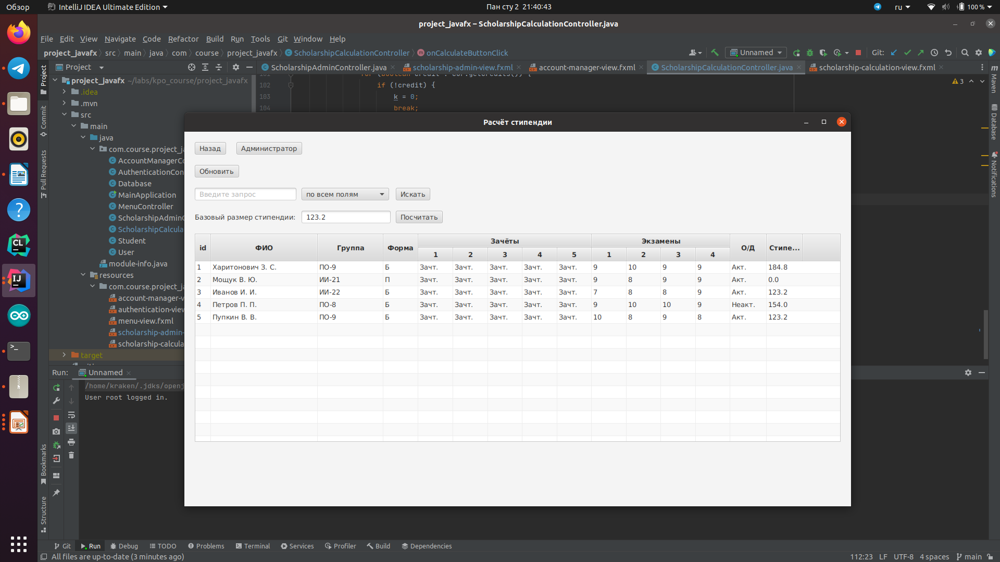 Обзор
IntelliJ IDEA Ultimate Edition
Пан сту 2 21:40:43
ru
100 %
project_javafx – ScholarshipCalculationController.java
File Edit View Navigate Code Refactor Build Run Tools Git Window Help
project_javafx src main java com course project_javafx ScholarshipCalculationController onCalculateButtonClick
Unnamed
Git:
Project
ScholarshipAdminController.java
scholarship-admin-view.fxml
account-manager-view.fxml
ScholarshipCalculationController.java
scholarship-calculation-view.fxml
Project
Commit
Pull Requests
Bookmarks
Structure
Maven
Database
Notifications
project_javafx ~/labs/kpo_course/project_javafx
.idea
.mvn
src
main
java
com.course.project_ja
AccountManagerCo
AuthenticationCon
Database
MainApplication
MenuController
ScholarshipAdminC
ScholarshipCalcula
Student
User
module-info.java
resources
com.course.project_ja
account-manager-v
authentication-view
menu-view.fxml
scholarship-admin-
scholarship-calcula
target
101 for (boolean credit : cur.getCredits()) {
102 if (!credit) {
103 k = 0;
104 break;
3
Расчёт стипендии
Назад
Администратор
Обновить
Введите запрос
по всем полям
Искать
Базовый размер стипендии:
123.2
Посчитать
id ФИО Группа Форма Зачёты Экзамены О/Д Стипе...
1 2 3 4 5 1 2 3 4
1 Харитонович З. С. ПО-9 Б Зачт. Зачт. Зачт. Зачт. Зачт. 9 10 9 9 Акт. 184.8
2 Мощук В. Ю. ИИ-21 П Зачт. Зачт. Зачт. Зачт. Зачт. 9 8 9 9 Акт. 0.0
3 Иванов И. И. ИИ-22 Б Зачт. Зачт. Зачт. Зачт. Зачт. 7 8 8 9 Акт. 123.2
4 Петров П. П. ПО-8 Б Зачт. Зачт. Зачт. Зачт. Зачт. 9 10 10 9 Неакт. 154.0
5 Пупкин В. В. ПО-9 Б Зачт. Зачт. Зачт. Зачт. Зачт. 10 8 9 8 Акт. 123.2
Run:
Unnamed
/home/kraken/.jdks/openj
User root logged in.
Git Run Debug TODO Problems Terminal Services Profiler Build Dependencies
All files are up-to-date (3 minutes ago)
112:23 LF UTF-8 4 spaces main